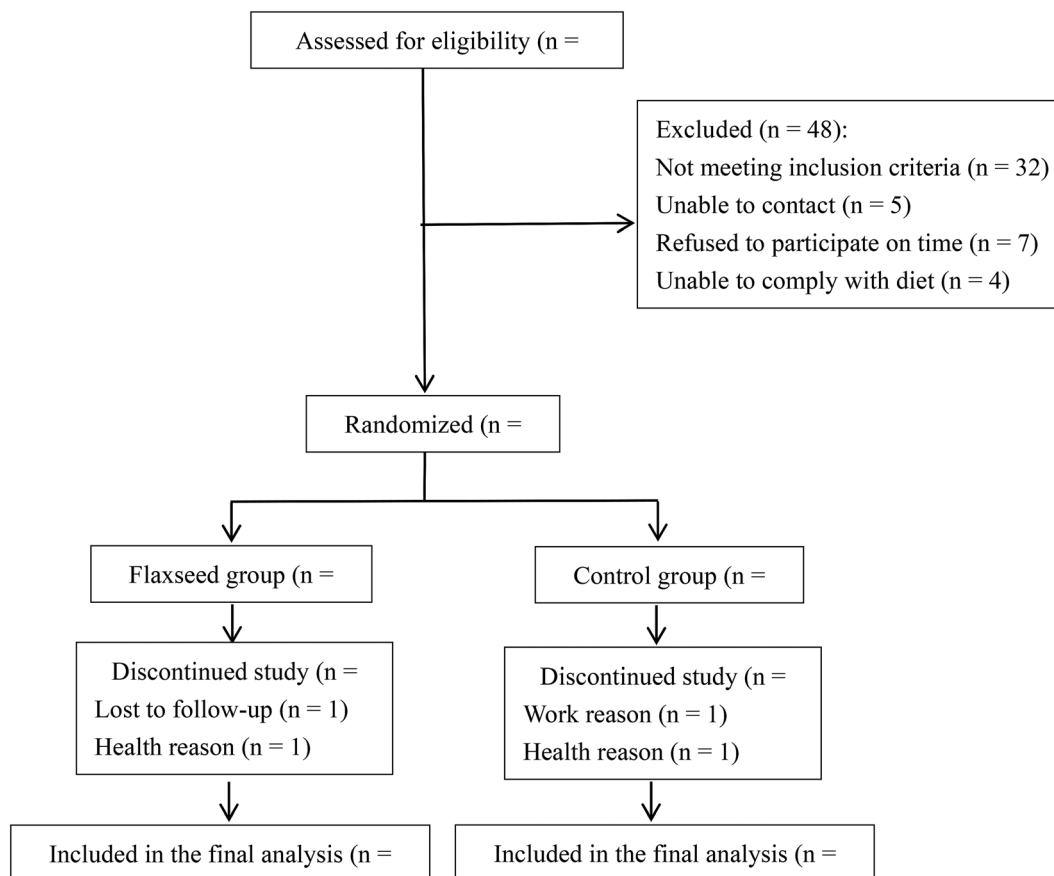 Assessed for eligibility (n =
Excluded (n = 48):
Not meeting inclusion criteria (n = 32)
Unable to contact (n = 5)
Refused to participate on time (n = 7)
Unable to comply with diet (n = 4)
Randomized (n =
Flaxseed group (n =
Control group (n =
Discontinued study (n =
Lost to follow-up (n = 1)
Health reason (n = 1)
Discontinued study (n =
Work reason (n = 1)
Health reason (n = 1)
Included in the final analysis (n =
Included in the final analysis (n =